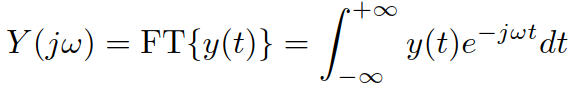 Y(jω) = FT{y(t)} = ∫_{−∞}^{+∞} y(t)e^{−jωt}dt